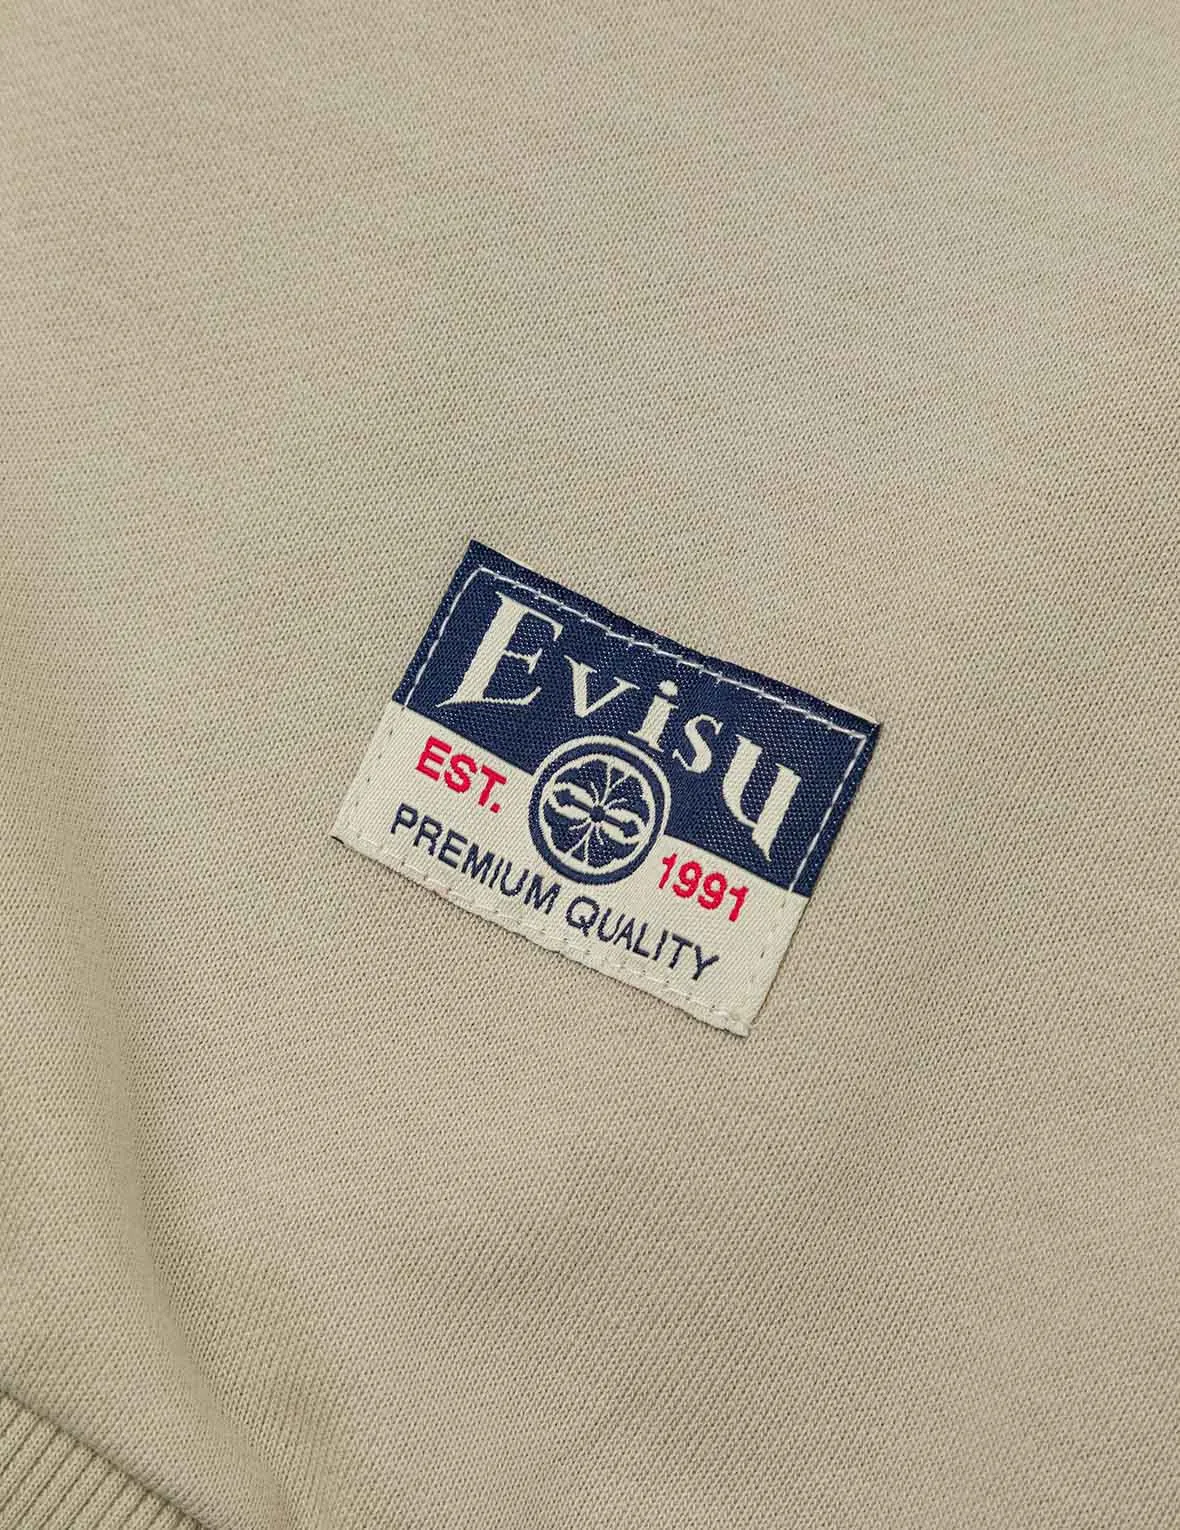 Evisu
EST. 1991
PREMIUM QUALITY